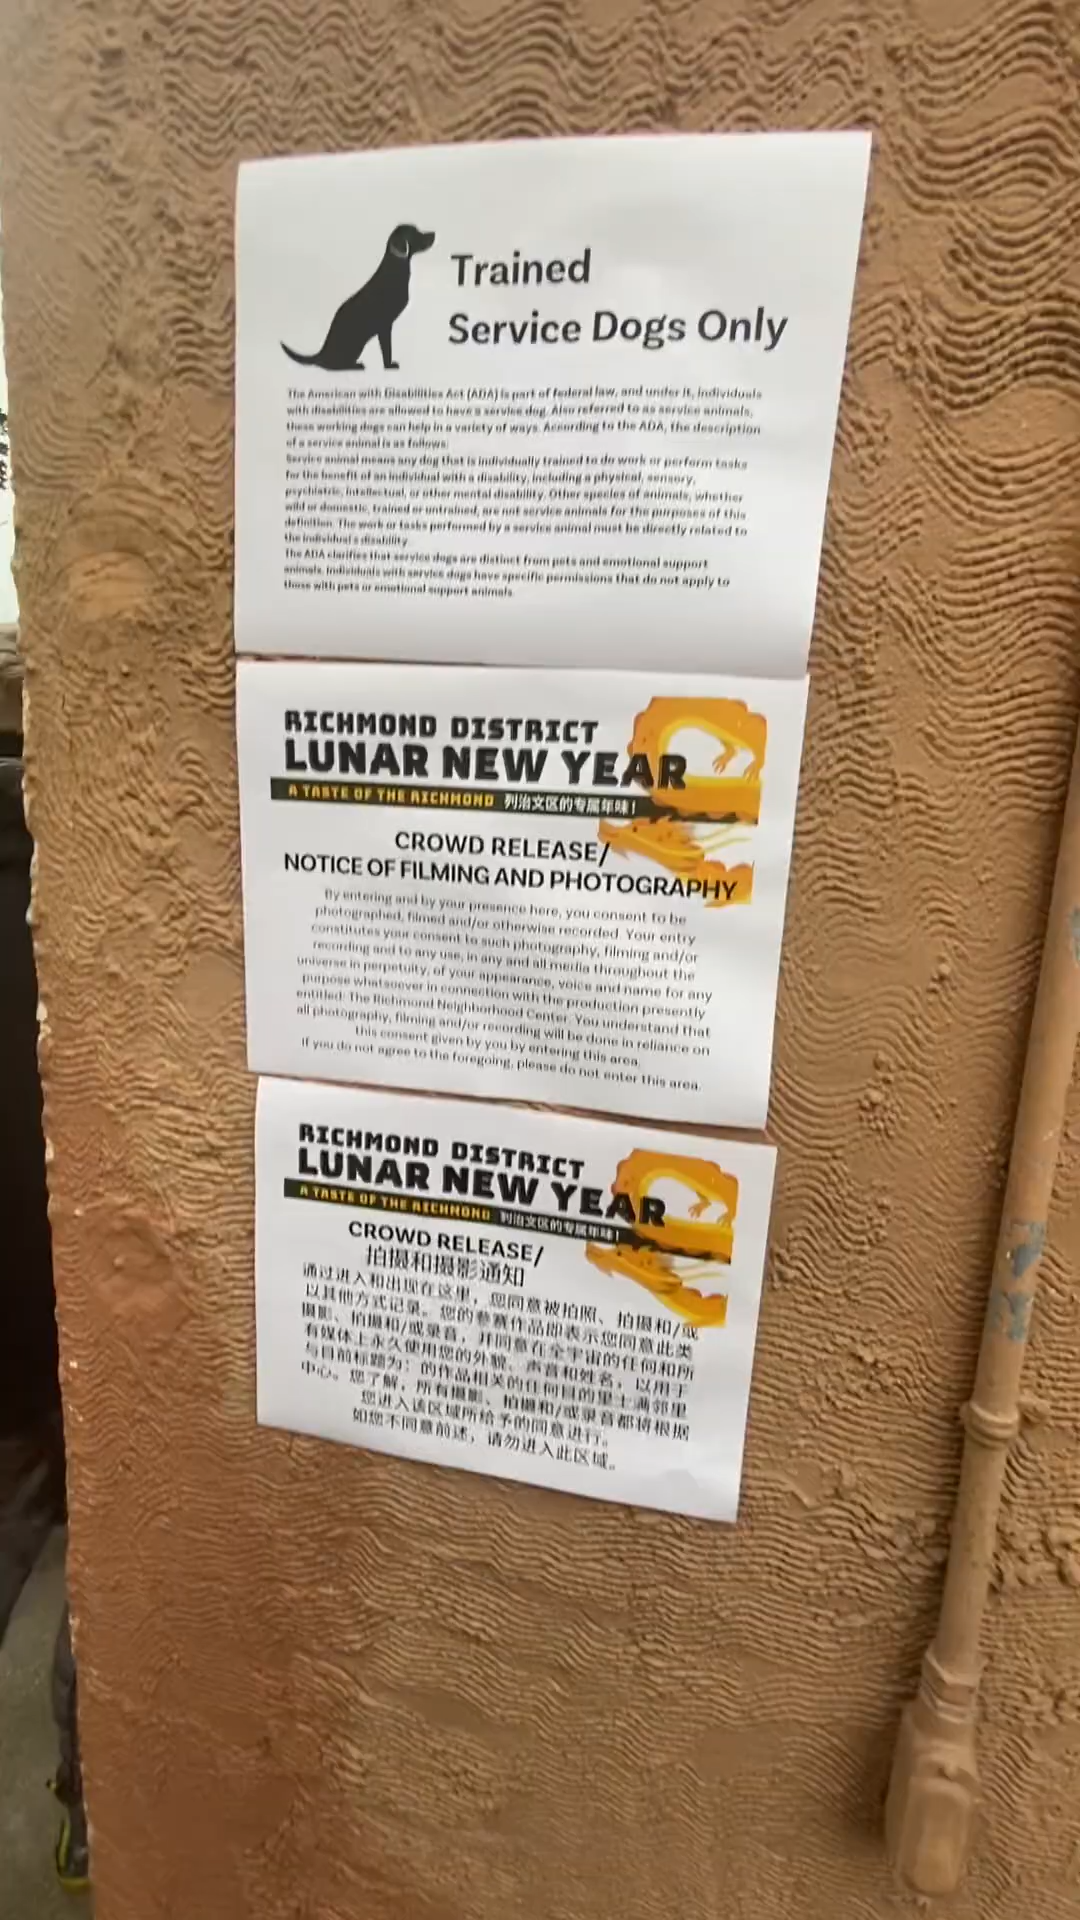 Trained
Service Dogs Only
The American with Disabilities Act (ADA) is part of federal law, and under it, individuals
with disabilities are allowed to have a service dog. Also referred to as service animals,
these working dogs can help in a variety of ways. According to the ADA, the description
of a service animal is as follows:
Service animal means any dog that is individually trained to do work or perform tasks
for the benefit of an individual with a disability, including a physical, sensory,
psychiatric, intellectual, or other mental disability. Other species of animals, whether
wild or domestic, trained or untrained, are not service animals for the purposes of this
definition. The work or tasks performed by a service animal must be directly related to
the individual's disability
The ADA clarifies that service dogs are distinct from pets and emotional support
animals. Individuals with service dogs have specific permissions that do not apply to
those with pets or emotional support animals.
RICHMOND DISTRICT
LUNAR NEW YEAR
A TASTE OF THE RICHMOND 列治文区的专属年味!
CROWD RELEASE/
NOTICE OF FILMING AND PHOTOGRAPHY
By entering and by your presence here, you consent to be
photographed, filmed and/or otherwise recorded. Your entry
constitutes your consent to such photography, filming and/or
recording and to any use, in any and all media throughout the
universe in perpetuity, of your appearance, voice and name for any
purpose whatsoever in connection with the production presently
entitled: The Richmond Neighborhood Center. You understand that
all photography, filming and/or recording will be done in reliance on
this consent given by you by entering this area.
If you do not agree to the foregoing, please do not enter this area.
RICHMOND DISTRICT
LUNAR NEW YEAR
A TASTE OF THE RICHMOND 列治文区的专属年味!
CROWD RELEASE/
拍摄和摄影通知
通过进入和出现在这里，您同意被拍照、拍摄和/或
以其他方式记录。您的参赛作品即表示您同意此类
摄影、拍摄和/或录音，并同意在全宇宙的任何和所
有媒体上永久使用您的外貌、声音和姓名，以用于
与目前标题为：的作品相关的任何目的里士满邻里
中心。您了解，所有摄影、拍摄和/或录音都将根据
您进入该区域所给予的同意进行。
如您不同意前述，请勿进入此区域。